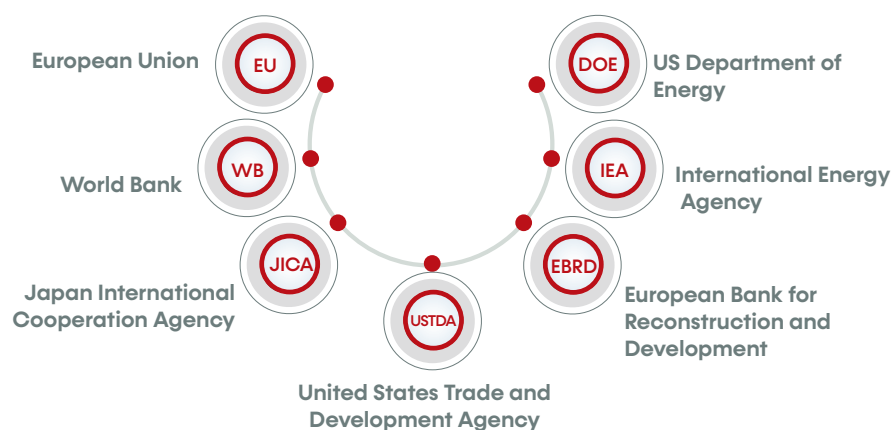 European Union
EU
World Bank
WB
Japan International
Cooperation Agency
JICA
USTDA
United States Trade and
Development Agency
DOE
US Department of
Energy
IEA
International Energy
Agency
EBRD
European Bank for
Reconstruction and
Development